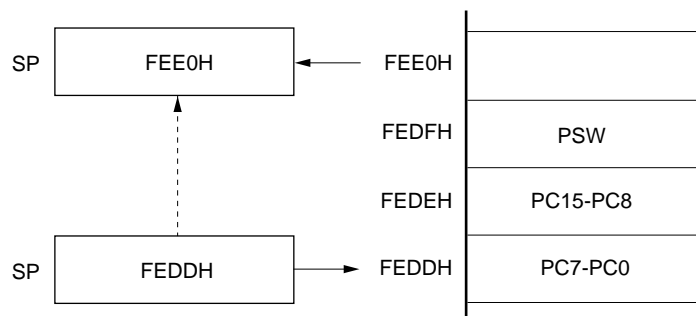 SP FEE0H FEE0H
FEDFH PSW
FEDEH PC15-PC8
SP FEDDH FEDDH PC7-PC0